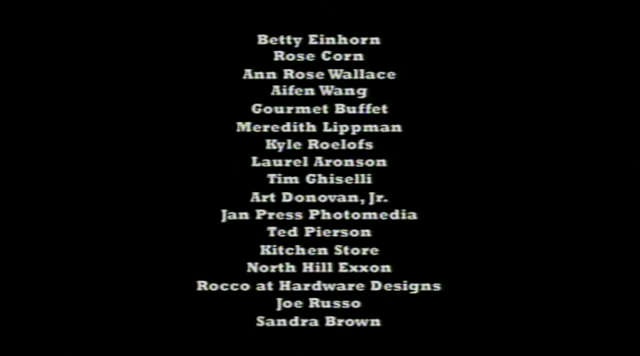 Betty Einhorn
Rose Corn
Ann Rose Wallace
Aifen Wang
Gourmet Buffet
Meredith Lippman
Kyle Roelofs
Laurel Aronson
Tim Ghiselli
Art Donovan, Jr.
Jan Press Photomedia
Ted Pierson
Kitchen Store
North Hill Exxon
Rocco at Hardware Designs
Joe Russo
Sandra Brown